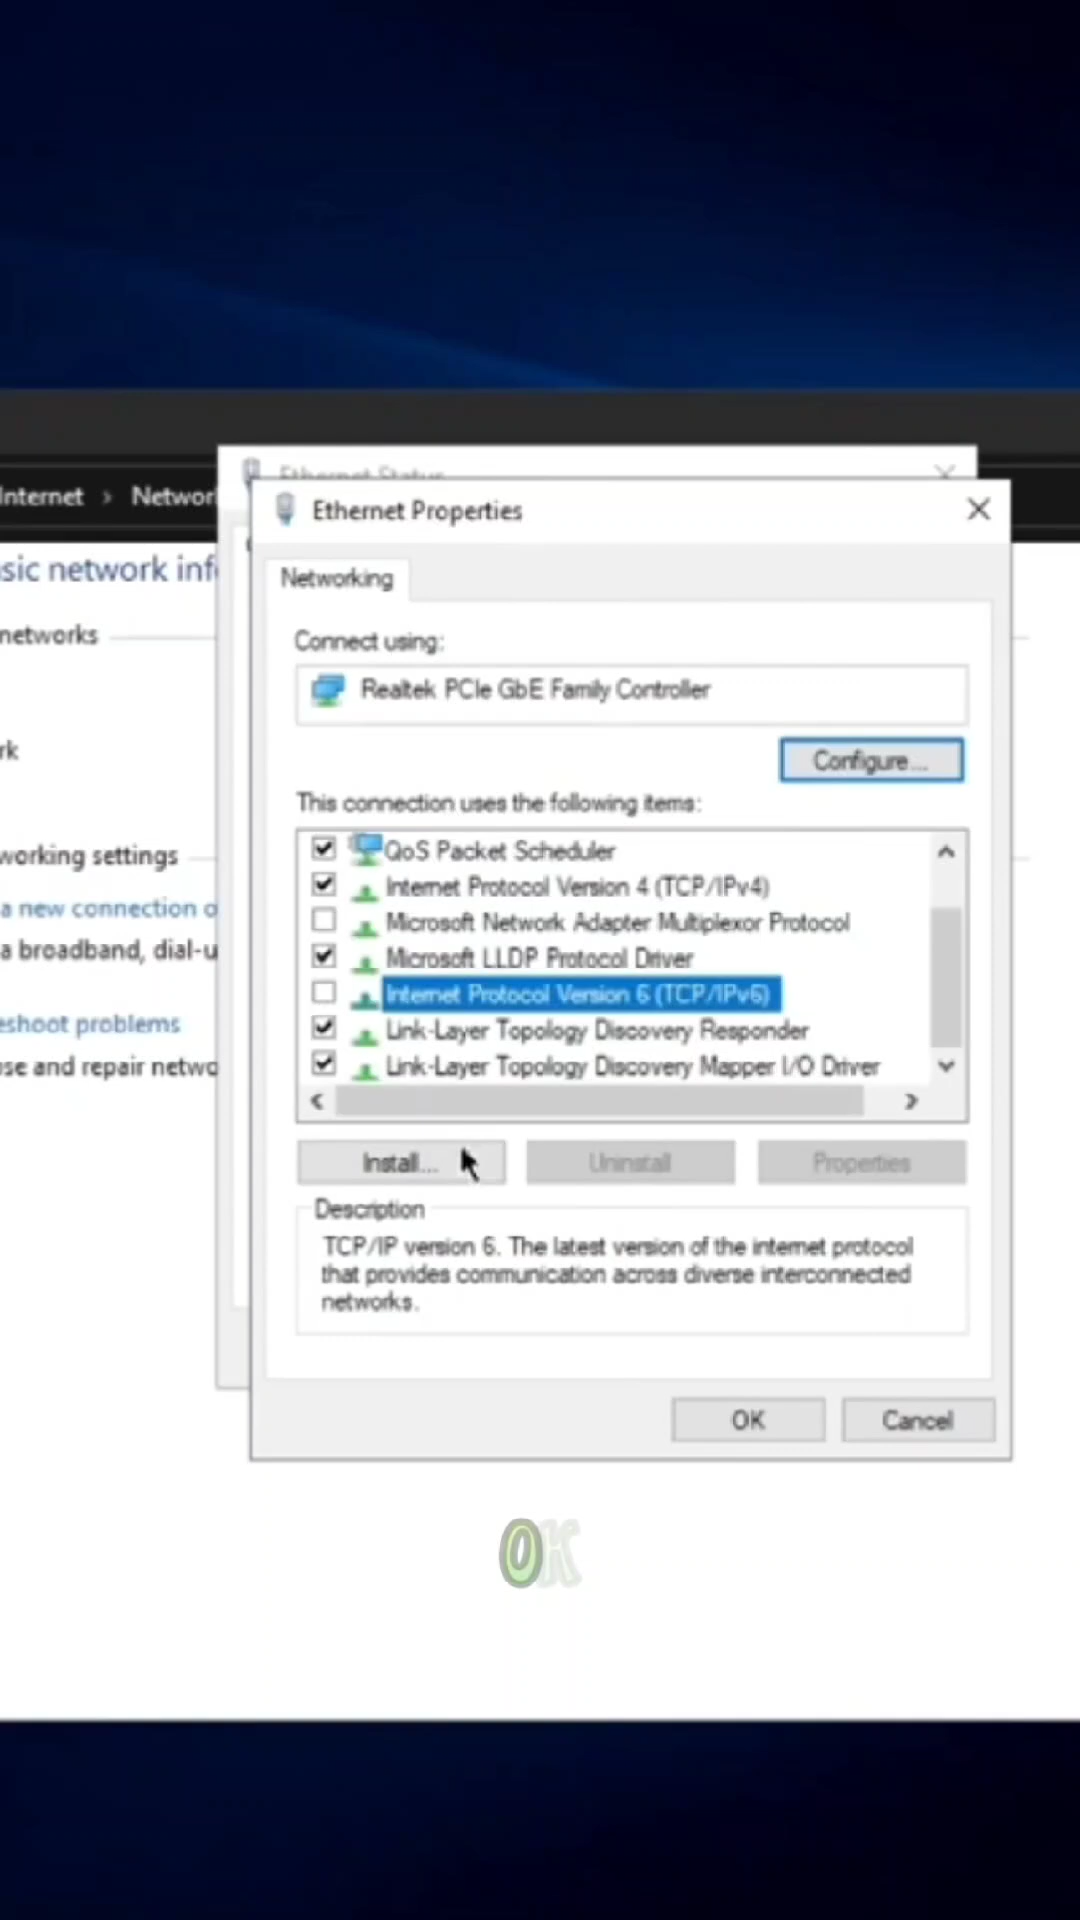 Ethernet Status
Internet > Networ
Ethernet Properties
sic network inf
Networking
networks
Connect using:
Realtek PCIe GbE Family Controller
rk
Configure...
This connection uses the following items:
QoS Packet Scheduler
working settings
Internet Protocol Version 4 (TCP/IPv4)
a new connection o
Microsoft Network Adapter Multiplexor Protocol
a broadband, dial-u
Microsoft LLDP Protocol Driver
Internet Protocol Version 6 (TCP/IPv6)
eshoot problems
Link-Layer Topology Discovery Responder
ose and repair netwo
Link-Layer Topology Discovery Mapper I/O Driver
Install...
Uninstall
Properties
Description
TCP/IP version 6. The latest version of the internet protocol
that provides communication across diverse interconnected
networks.
OK
Cancel
OK